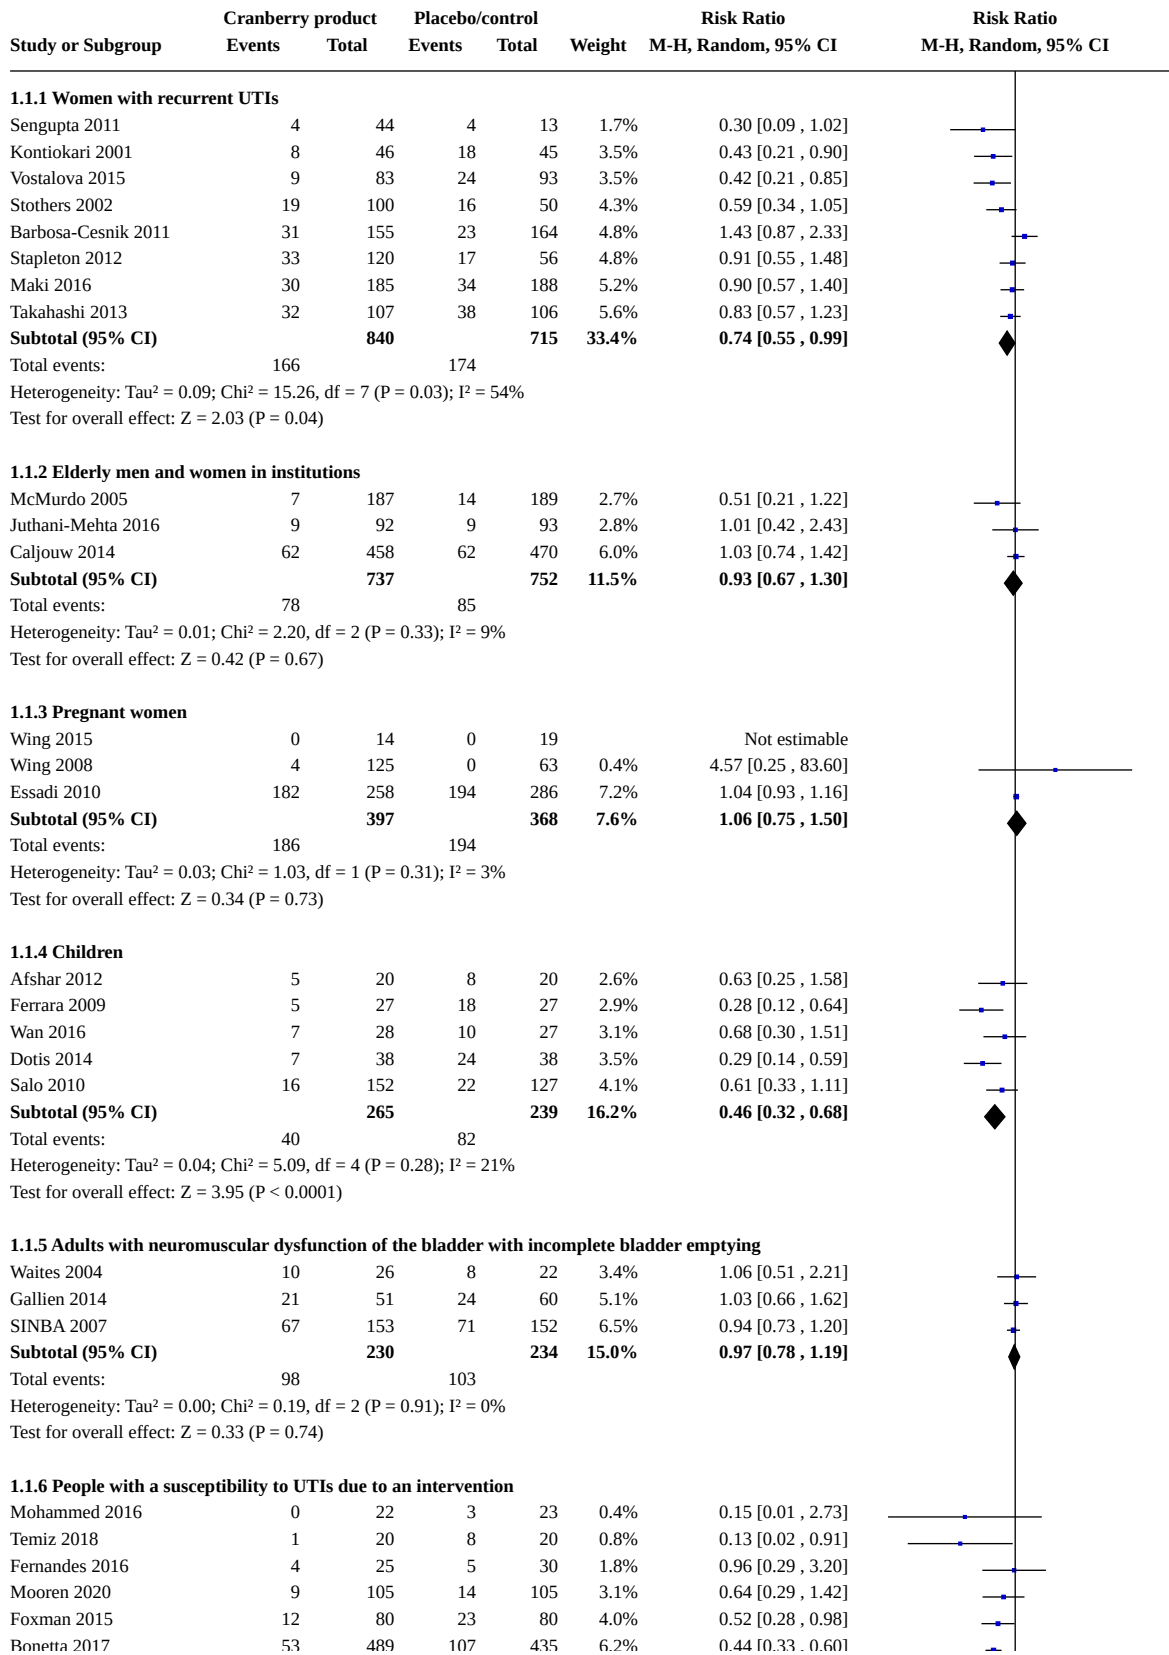 Cranberry product Placebo/control Risk Ratio Risk Ratio
Study or Subgroup Events Total Events Total Weight M-H, Random, 95% CI M-H, Random, 95% CI
1.1.1 Women with recurrent UTIs
Sengupta 2011 4 44 4 13 1.7% 0.30 [0.09 , 1.02]
Kontiokari 2001 8 46 18 45 3.5% 0.43 [0.21 , 0.90]
Vostalova 2015 9 83 24 93 3.5% 0.42 [0.21 , 0.85]
Stothers 2002 19 100 16 50 4.3% 0.59 [0.34 , 1.05]
Barbosa-Cesnik 2011 31 155 23 164 4.8% 1.43 [0.87 , 2.33]
Stapleton 2012 33 120 17 56 4.8% 0.91 [0.55 , 1.48]
Maki 2016 30 185 34 188 5.2% 0.90 [0.57 , 1.40]
Takahashi 2013 32 107 38 106 5.6% 0.83 [0.57 , 1.23]
Subtotal (95% CI) 840 715 33.4% 0.74 [0.55 , 0.99]
Total events: 166 174
Heterogeneity: Tau² = 0.09; Chi² = 15.26, df = 7 (P = 0.03); I² = 54%
Test for overall effect: Z = 2.03 (P = 0.04)
1.1.2 Elderly men and women in institutions
McMurdo 2005 7 187 14 189 2.7% 0.51 [0.21 , 1.22]
Juthani-Mehta 2016 9 92 9 93 2.8% 1.01 [0.42 , 2.43]
Caljouw 2014 62 458 62 470 6.0% 1.03 [0.74 , 1.42]
Subtotal (95% CI) 737 752 11.5% 0.93 [0.67 , 1.30]
Total events: 78 85
Heterogeneity: Tau² = 0.01; Chi² = 2.20, df = 2 (P = 0.33); I² = 9%
Test for overall effect: Z = 0.42 (P = 0.67)
1.1.3 Pregnant women
Wing 2015 0 14 0 19 Not estimable
Wing 2008 4 125 0 63 0.4% 4.57 [0.25 , 83.60]
Essadi 2010 182 258 194 286 7.2% 1.04 [0.93 , 1.16]
Subtotal (95% CI) 397 368 7.6% 1.06 [0.75 , 1.50]
Total events: 186 194
Heterogeneity: Tau² = 0.03; Chi² = 1.03, df = 1 (P = 0.31); I² = 3%
Test for overall effect: Z = 0.34 (P = 0.73)
1.1.4 Children
Afshar 2012 5 20 8 20 2.6% 0.63 [0.25 , 1.58]
Ferrara 2009 5 27 18 27 2.9% 0.28 [0.12 , 0.64]
Wan 2016 7 28 10 27 3.1% 0.68 [0.30 , 1.51]
Dotis 2014 7 38 24 38 3.5% 0.29 [0.14 , 0.59]
Salo 2010 16 152 22 127 4.1% 0.61 [0.33 , 1.11]
Subtotal (95% CI) 265 239 16.2% 0.46 [0.32 , 0.68]
Total events: 40 82
Heterogeneity: Tau² = 0.04; Chi² = 5.09, df = 4 (P = 0.28); I² = 21%
Test for overall effect: Z = 3.95 (P < 0.0001)
1.1.5 Adults with neuromuscular dysfunction of the bladder with incomplete bladder emptying
Waites 2004 10 26 8 22 3.4% 1.06 [0.51 , 2.21]
Gallien 2014 21 51 24 60 5.1% 1.03 [0.66 , 1.62]
SINBA 2007 67 153 71 152 6.5% 0.94 [0.73 , 1.20]
Subtotal (95% CI) 230 234 15.0% 0.97 [0.78 , 1.19]
Total events: 98 103
Heterogeneity: Tau² = 0.00; Chi² = 0.19, df = 2 (P = 0.91); I² = 0%
Test for overall effect: Z = 0.33 (P = 0.74)
1.1.6 People with a susceptibility to UTIs due to an intervention
Mohammed 2016 0 22 3 23 0.4% 0.15 [0.01 , 2.73]
Temiz 2018 1 20 8 20 0.8% 0.13 [0.02 , 0.91]
Fernandes 2016 4 25 5 30 1.8% 0.96 [0.29 , 3.20]
Mooren 2020 9 105 14 105 3.1% 0.64 [0.29 , 1.42]
Foxman 2015 12 80 23 80 4.0% 0.52 [0.28 , 0.98]
Bonetta 2017 53 489 107 435 6.2% 0.44 [0.33 , 0.60]